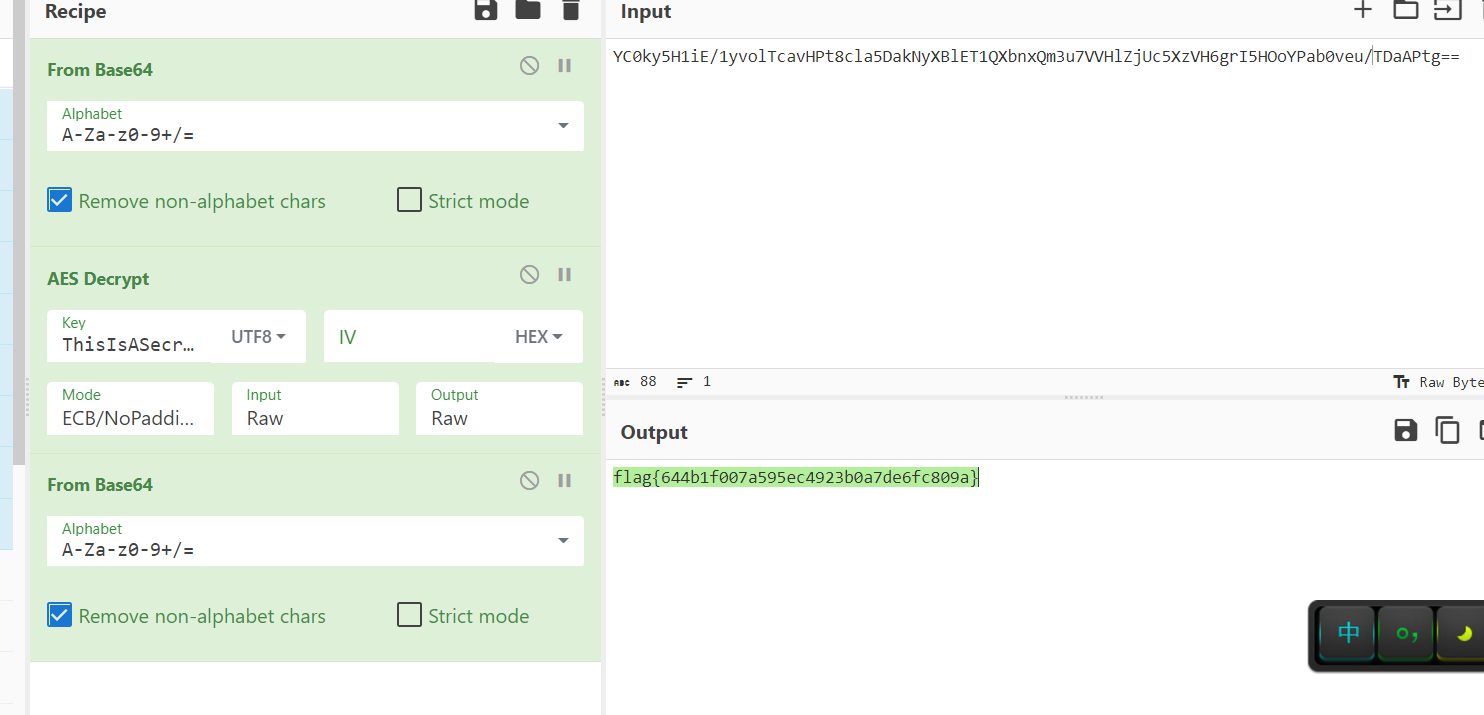 Recipe
From Base64
Alphabet
A-Za-z0-9+/=
Remove non-alphabet chars
Strict mode
AES Decrypt
Key
ThisIsASecr…
UTF8
IV
HEX
Mode
ECB/NoPaddi…
Input
Raw
Output
Raw
From Base64
Alphabet
A-Za-z0-9+/=
Remove non-alphabet chars
Strict mode
Input
YC0ky5H1iE/1yvolTcavHPt8cla5DakNyXBlET1QXbnxQm3u7VVHlZjUc5XzVH6grI5HOoYPab0veu/TDaAPtg==
ABC 88
1
Tт Raw Byte
Output
flag{644b1f007a595ec4923b0a7de6fc809a}
中